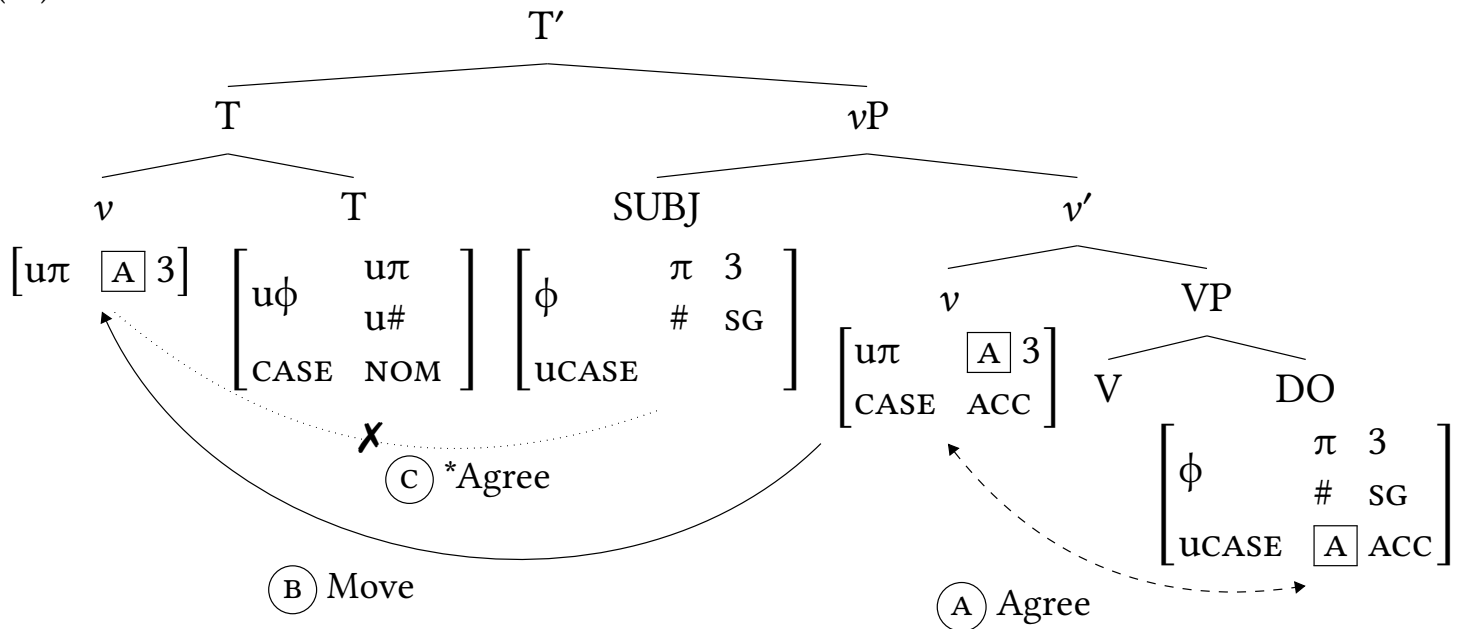 T′
T vP
v T SUBJ v′
[uπ A 3] uφ uπ u# φ π 3 # SG v VP
CASE NOM uCASE uπ A 3 V DO
CASE ACC
✗ π 3
C *Agree φ # SG
uCASE A ACC
B Move
A Agree